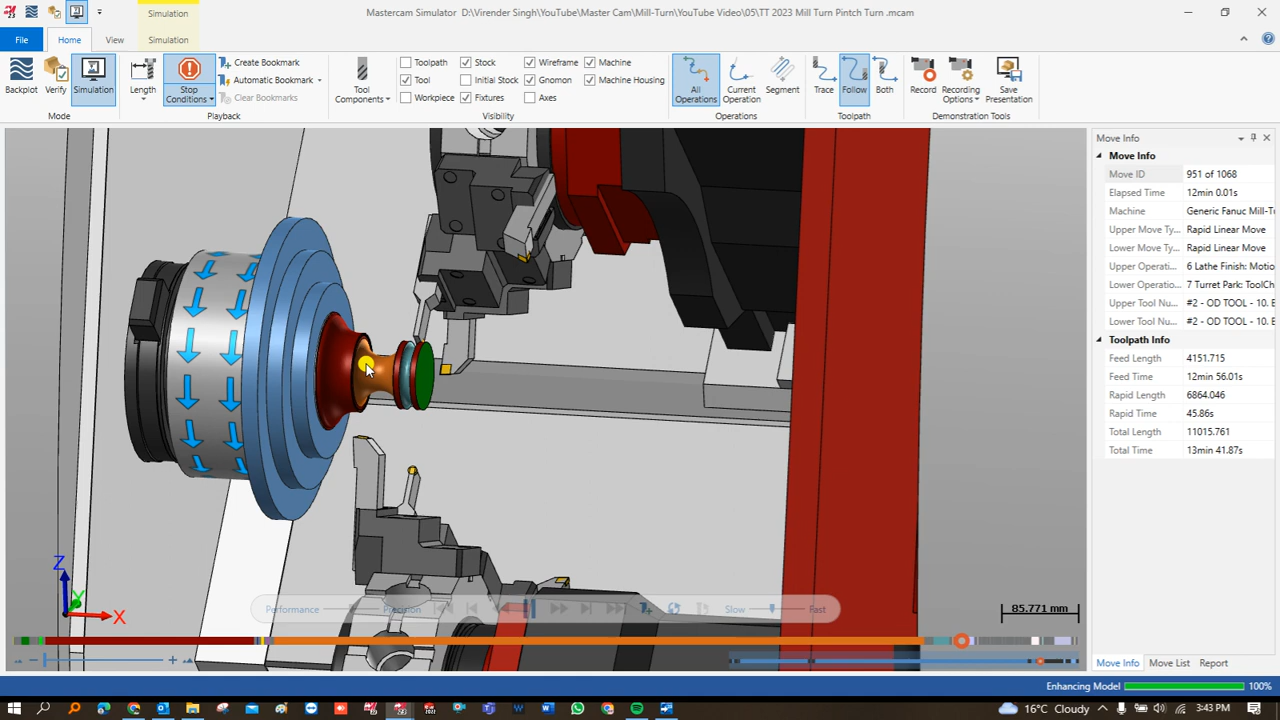 Simulation
Mastercam Simulator D:\Virender Singh\YouTube\Master Cam\Mill-Turn\YouTube Video\05\TT 2023 Mill Turn Pintch Turn .mcam
File
Home
View
Simulation
Backplot
Verify
Simulation
Mode
Length
Stop
Conditions
Create Bookmark
Automatic Bookmark
Clear Bookmarks
Playback
Tool
Components
Toolpath
Tool
Workpiece
Stock
Initial Stock
Fixtures
Wireframe
Gnomon
Axes
Machine
Machine Housing
Visibility
All
Operations
Current
Operation
Segment
Operations
Trace
Follow
Both
Toolpath
Record
Recording
Options
Save
Presentation
Demonstration Tools
Move Info
Move Info
Move ID 951 of 1068
Elapsed Time 12min 0.01s
Machine Generic Fanuc Mill-T
Upper Move Ty... Rapid Linear Move
Lower Move Ty... Rapid Linear Move
Upper Operati... 6 Lathe Finish: Motio
Lower Operati... 7 Turret Park: ToolCh
Upper Tool Nu... #2 - OD TOOL - 10. E
Lower Tool Nu... #2 - OD TOOL - 10. E
Toolpath Info
Feed Length 4151.715
Feed Time 12min 56.01s
Rapid Length 6864.046
Rapid Time 45.86s
Total Length 11015.761
Total Time 13min 41.87s
Z
Y
X
Performance
Precision
Slow
Fast
85.771 mm
Move Info
Move List
Report
Enhancing Model 100%
16°C Cloudy
ENG
3:43 PM